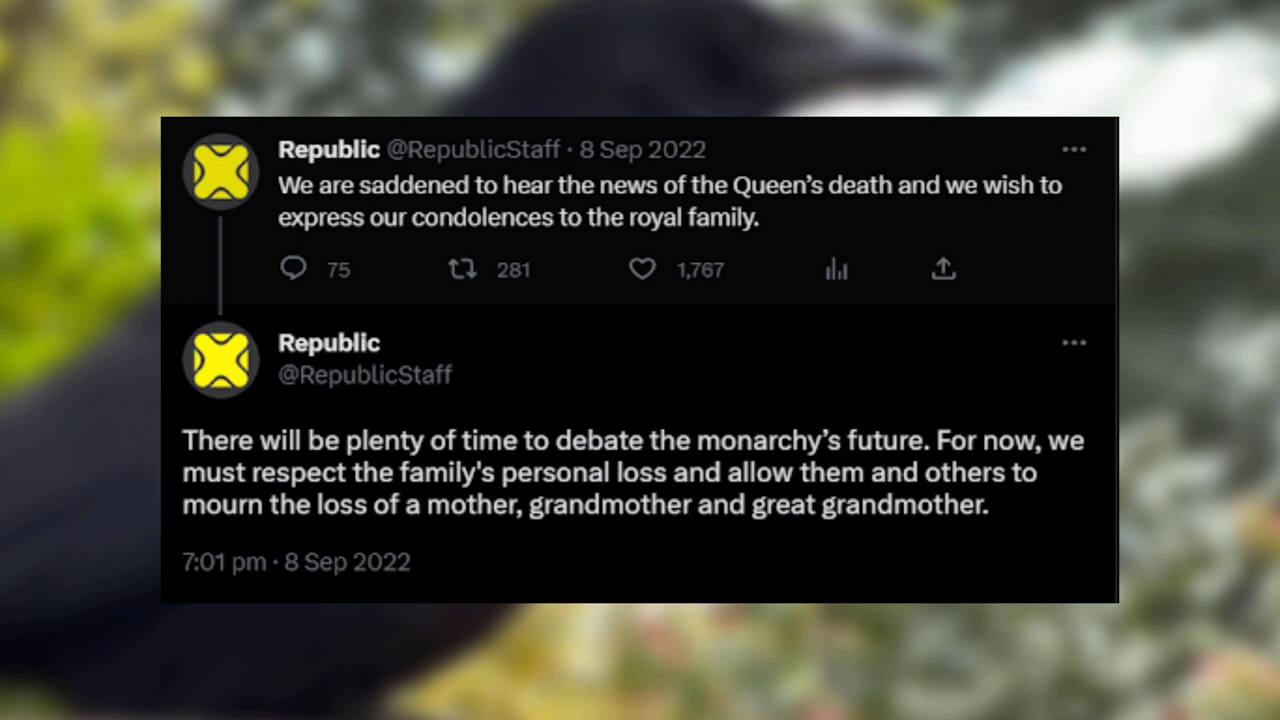 Republic @RepublicStaff · 8 Sep 2022
We are saddened to hear the news of the Queen’s death and we wish to
express our condolences to the royal family.
75 281 1,767
Republic
@RepublicStaff
There will be plenty of time to debate the monarchy’s future. For now, we
must respect the family's personal loss and allow them and others to
mourn the loss of a mother, grandmother and great grandmother.
7:01 pm · 8 Sep 2022